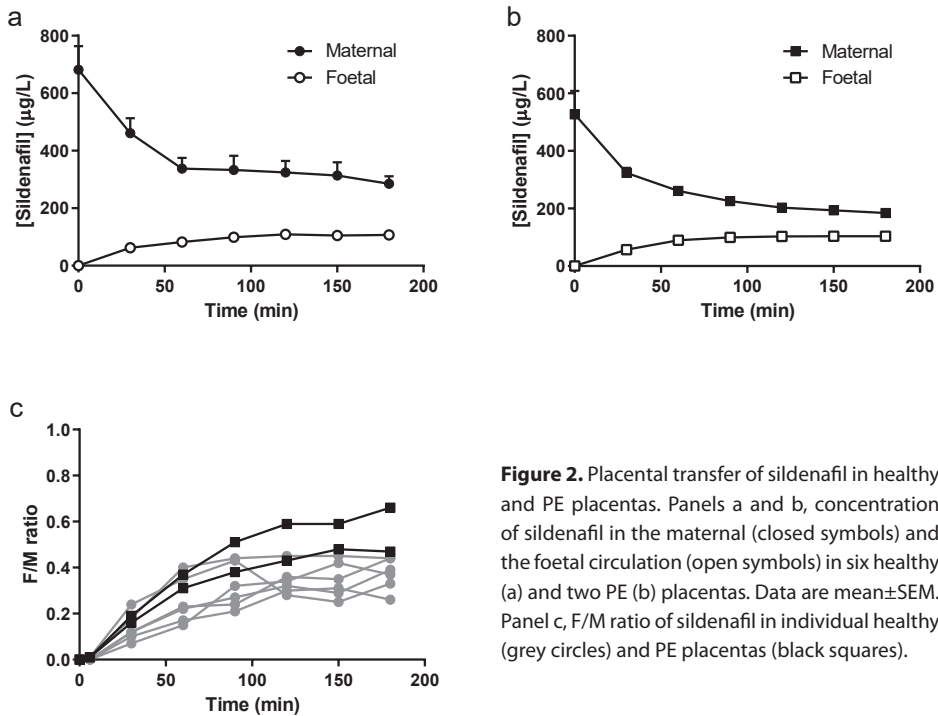 a
800
600
400
200
0
[Sildenafil] (µg/L)
Maternal
Foetal
0 50 100 150 200
Time (min)
b
800
600
400
200
0
[Sildenafil] (µg/L)
Maternal
Foetal
0 50 100 150 200
Time (min)
c
1.0
0.8
0.6
0.4
0.2
0.0
F/M ratio
0 50 100 150 200
Time (min)
Figure 2. Placental transfer of sildenafil in healthy
and PE placentas. Panels a and b, concentration
of sildenafil in the maternal (closed symbols) and
the foetal circulation (open symbols) in six healthy
(a) and two PE (b) placentas. Data are mean±SEM.
Panel c, F/M ratio of sildenafil in individual healthy
(grey circles) and PE placentas (black squares).